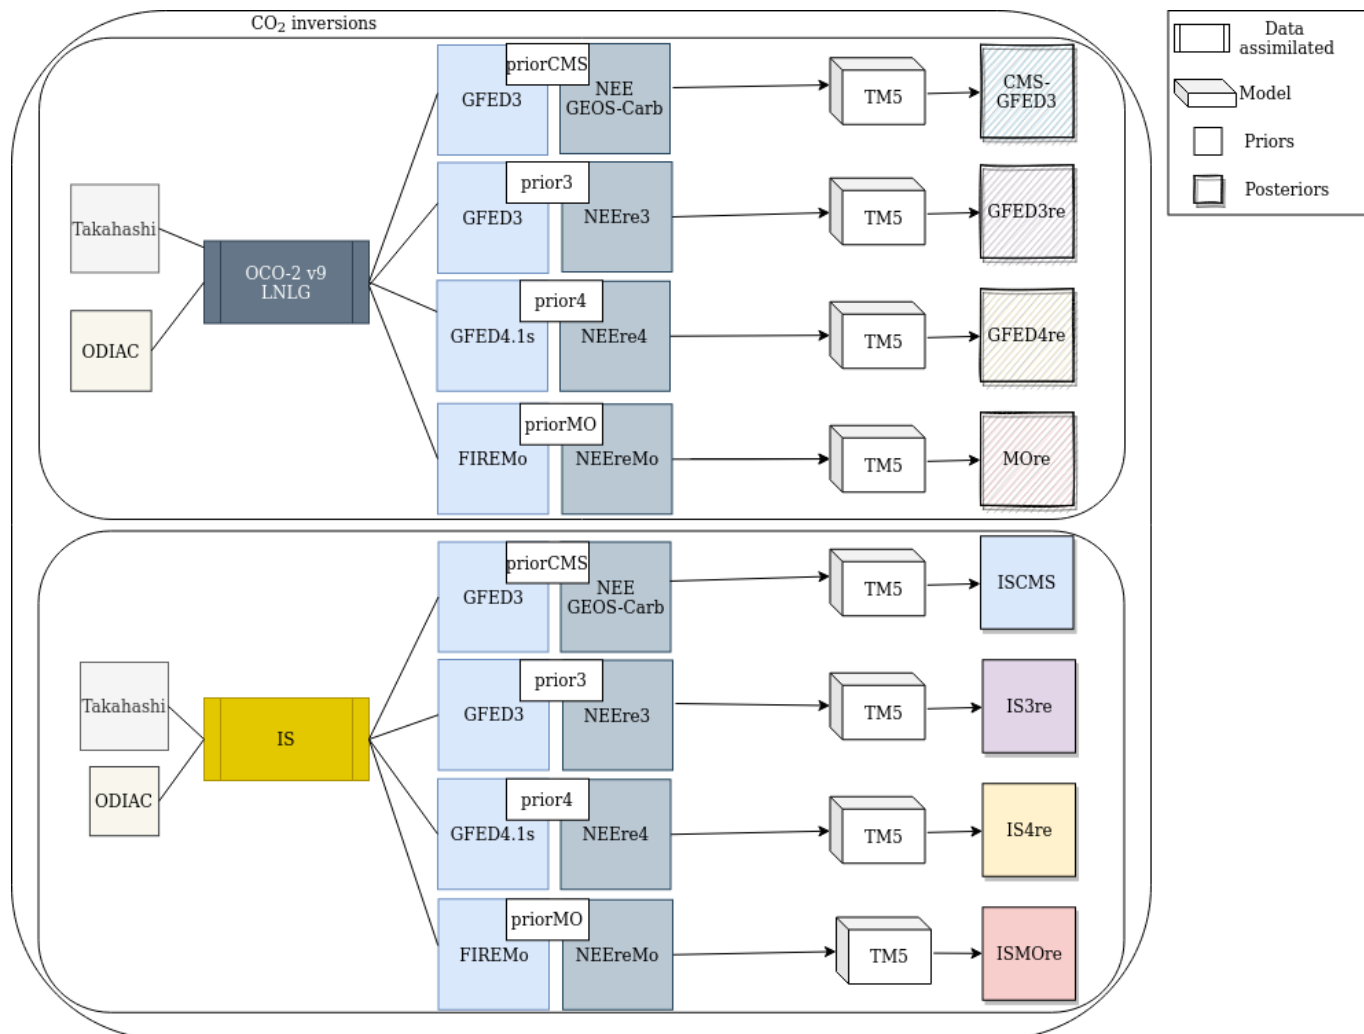 CO2 inversions
Data
assimilated
Model
Priors
Posteriors
Takahashi
ODIAC
OCO-2 v9
LNLG
priorCMS
GFED3
NEE
GEOS-Carb
TM5
CMS-
GFED3
prior3
GFED3
NEEre3
TM5
GFED3re
prior4
GFED4.1s
NEEre4
TM5
GFED4re
priorMO
FIREMo
NEEreMo
TM5
MOre
Takahashi
ODIAC
IS
priorCMS
GFED3
NEE
GEOS-Carb
TM5
ISCMS
prior3
GFED3
NEEre3
TM5
IS3re
prior4
GFED4.1s
NEEre4
TM5
IS4re
priorMO
FIREMo
NEEreMo
TM5
ISMOre